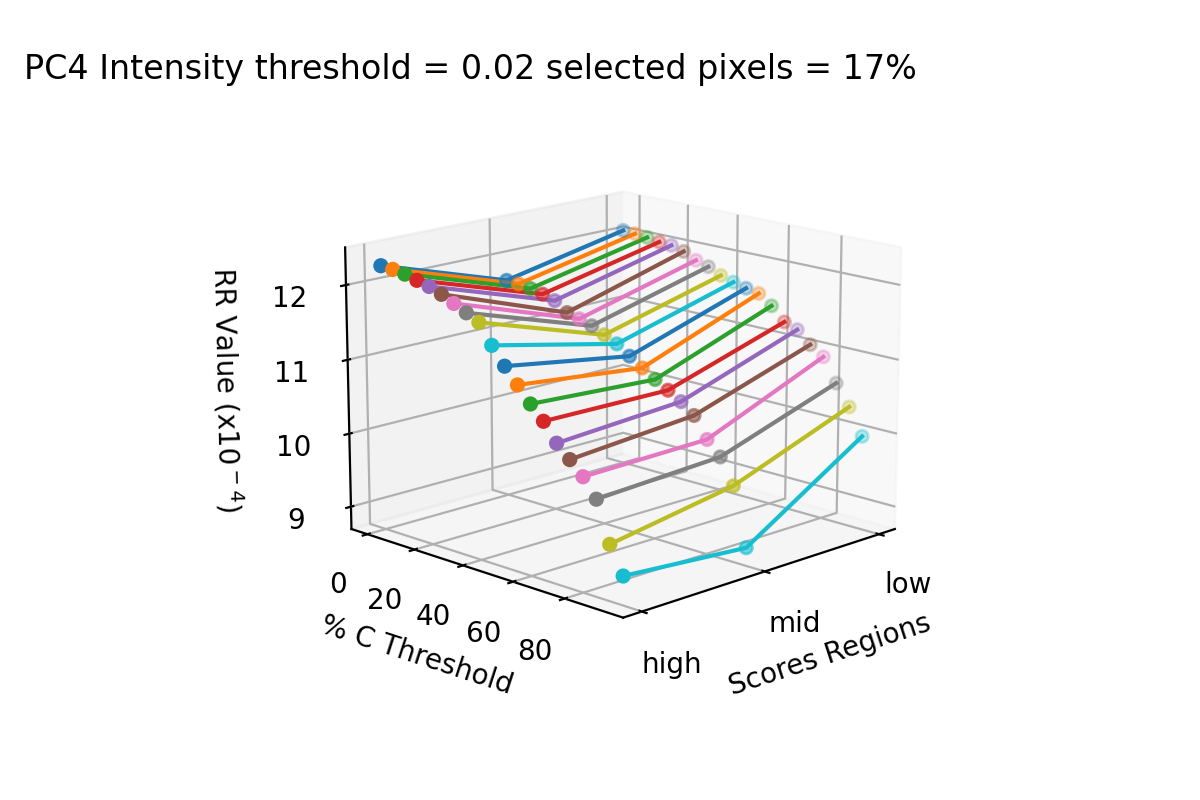 PC4 Intensity threshold = 0.02 selected pixels = 17%
RR Value (x10⁻⁴)
12
11
10
9
0
20
40
60
80
% C Threshold
high
mid
low
Scores Regions